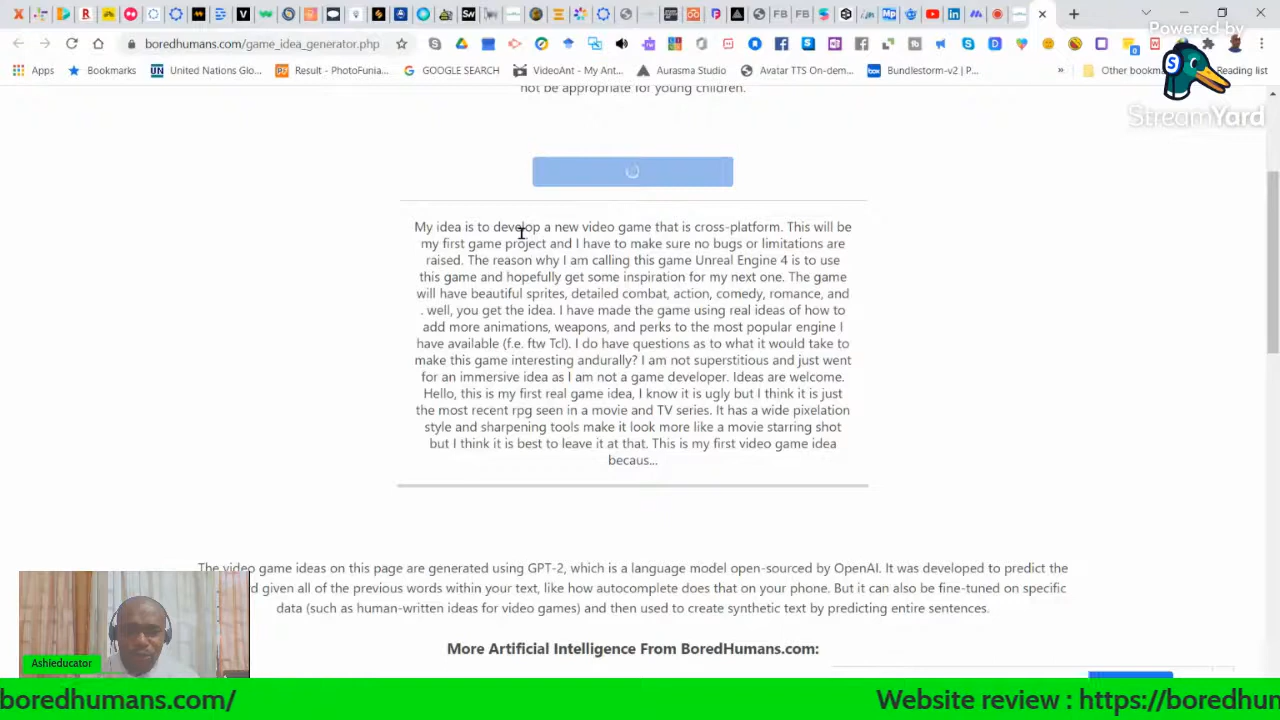 boredhumans.com/game_idea_generator.php
Powered by
Apps
Bookmarks
United Nations Glo...
Result - PhotoFunia...
GOOGLE SEARCH
VideoAnt - My Ant...
Aurasma Studio
Avatar TTS On-dem...
Bundlestorm-v2 | P...
»
Other bookm
Reading list
StreamYard
not be appropriate for young children.
My idea is to develop a new video game that is cross-platform. This will be
my first game project and I have to make sure no bugs or limitations are
raised. The reason why I am calling this game Unreal Engine 4 is to use
this game and hopefully get some inspiration for my next one. The game
will have beautiful sprites, detailed combat, action, comedy, romance, and
. well, you get the idea. I have made the game using real ideas of how to
add more animations, weapons, and perks to the most popular engine I
have available (f.e. ftw Tcl). I do have questions as to what it would take to
make this game interesting andurally? I am not superstitious and just went
for an immersive idea as I am not a game developer. Ideas are welcome.
Hello, this is my first real game idea, I know it is ugly but I think it is just
the most recent rpg seen in a movie and TV series. It has a wide pixelation
style and sharpening tools make it look more like a movie starring shot
but I think it is best to leave it at that. This is my first video game idea
becaus...
The video game ideas on this page are generated using GPT-2, which is a language model open-sourced by OpenAI. It was developed to predict the
d given all of the previous words within your text, like how autocomplete does that on your phone. But it can also be fine-tuned on specific
data (such as human-written ideas for video games) and then used to create synthetic text by predicting entire sentences.
More Artificial Intelligence From BoredHumans.com:
Ashieducator
boredhumans.com/
Website review : https://boredhum